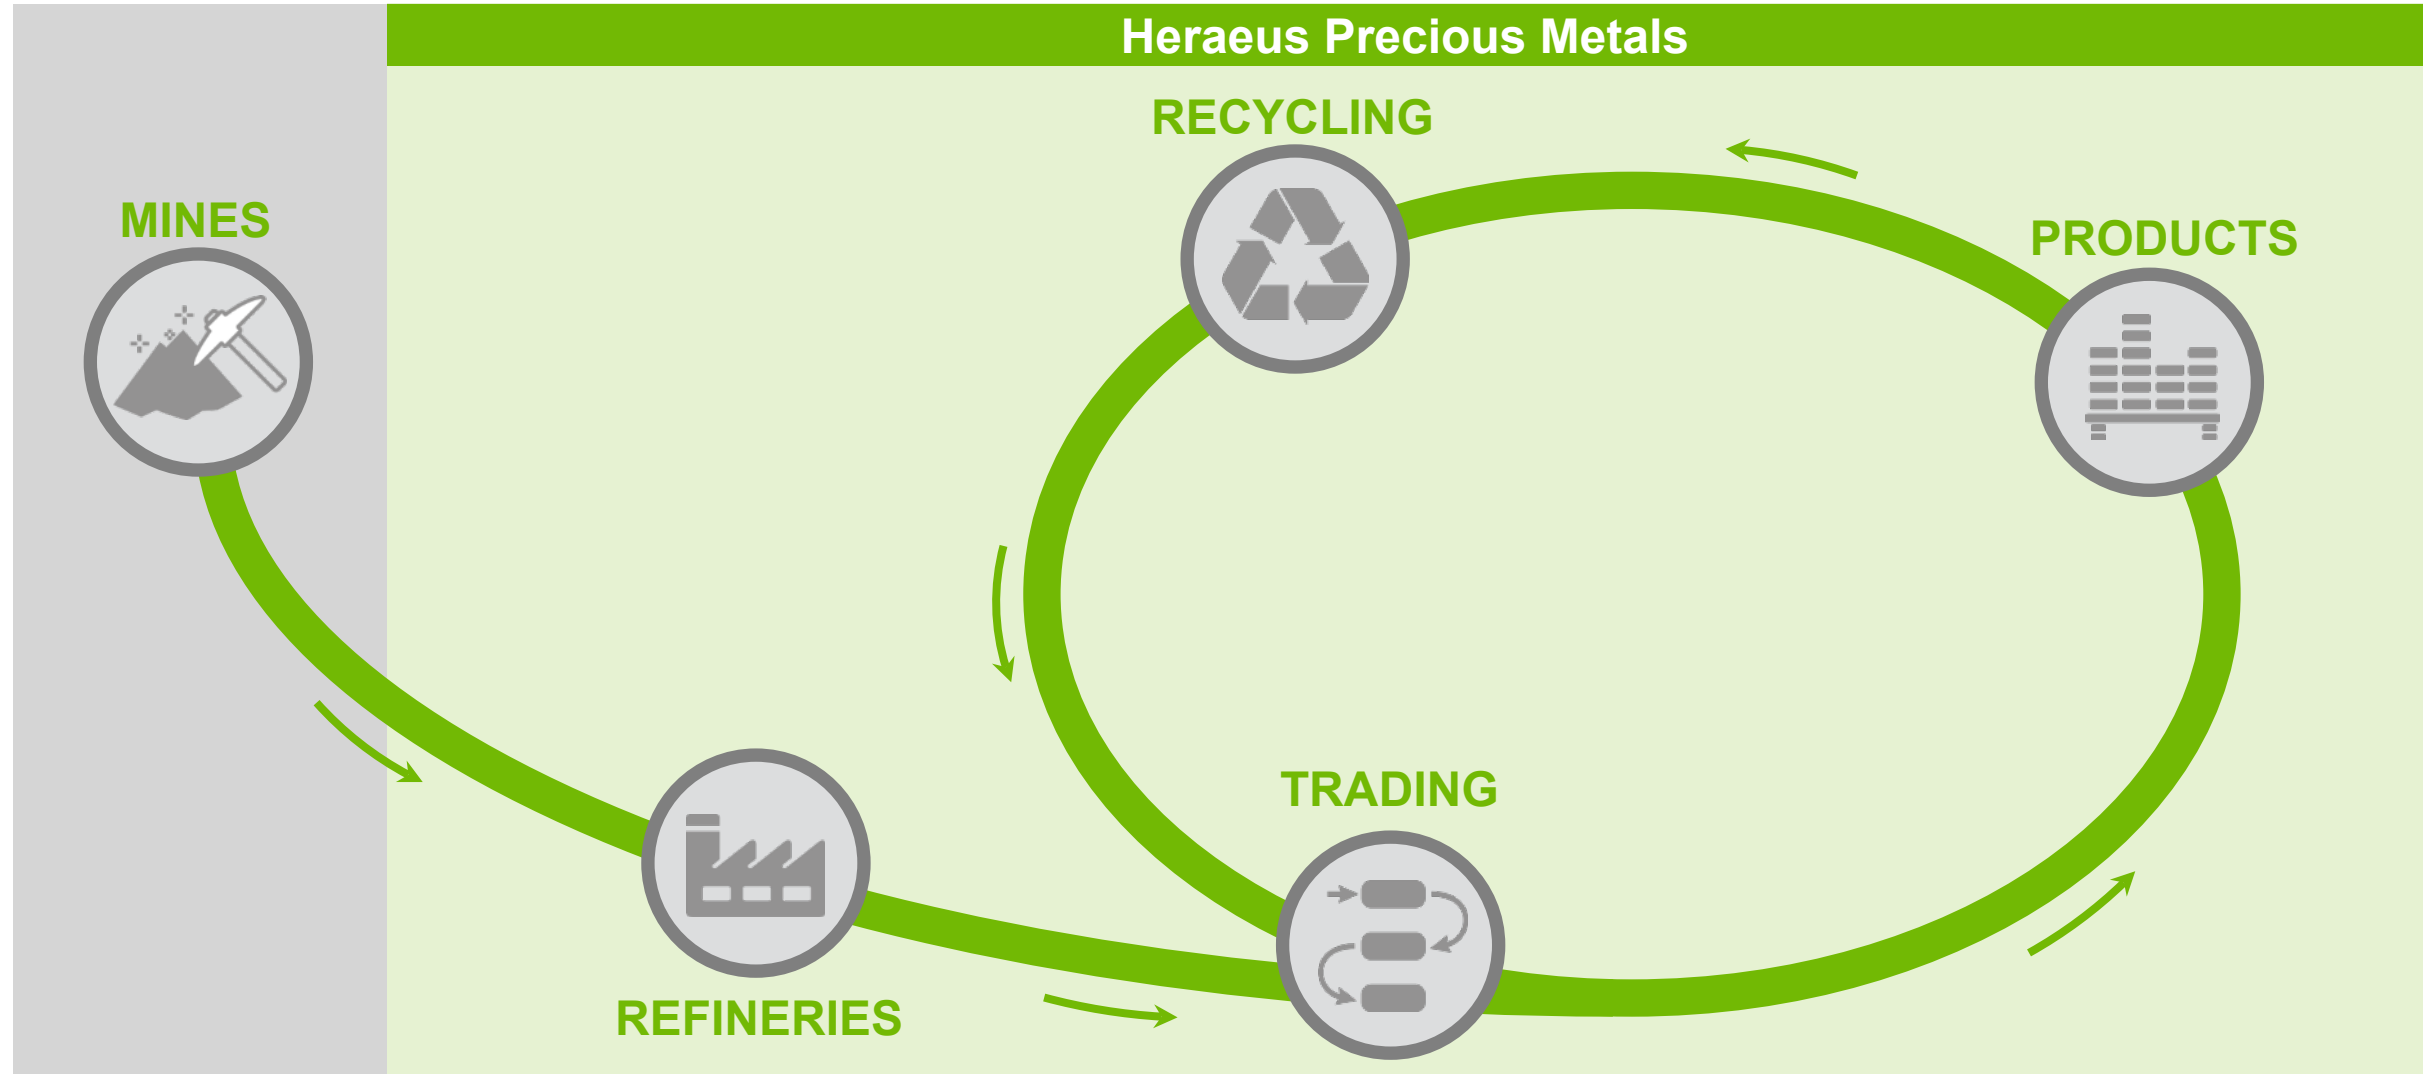 Heraeus Precious Metals
RECYCLING
MINES
PRODUCTS
TRADING
REFINERIES